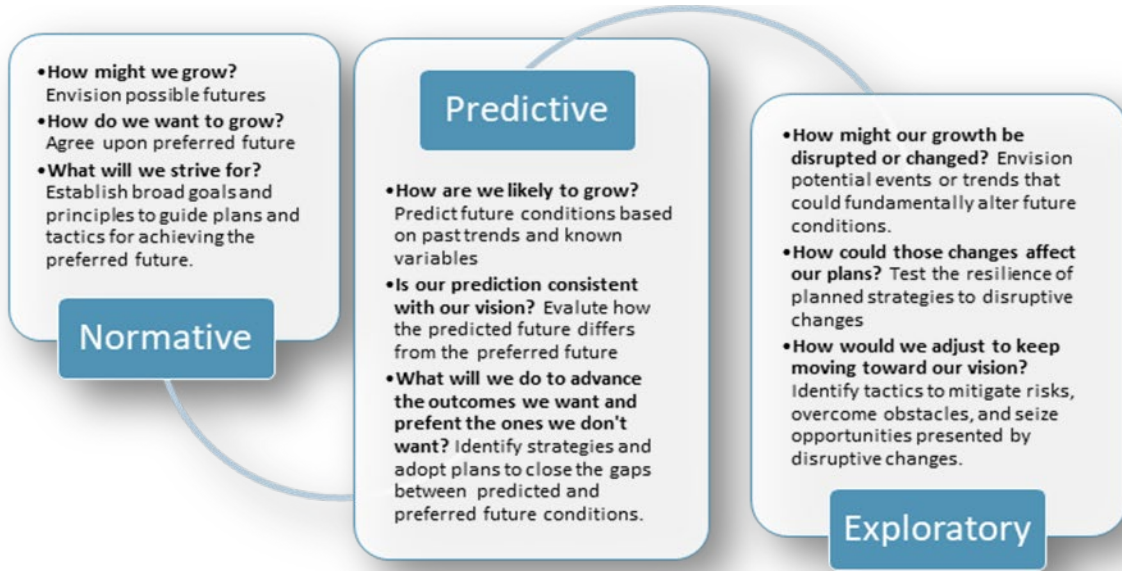 •How might we grow?
Envision possible futures
•How do we want to grow?
Agree upon preferred future
•What will we strive for?
Establish broad goals and
principles to guide plans and
tactics for achieving the
preferred future.
Normative
Predictive
•How are we likely to grow?
Predict future conditions based
on past trends and known
variables
•Is our prediction consistent
with our vision? Evalute how
the predicted future differs
from the preferred future
•What will we do to advance
the outcomes we want and
prefent the ones we don't
want? Identify strategies and
adopt plans to close the gaps
between predicted and
preferred future conditions.
•How might our growth be
disrupted or changed? Envision
potential events or trends that
could fundamentally alter future
conditions.
•How could those changes affect
our plans? Test the resilience of
planned strategies to disruptive
changes
•How would we adjust to keep
moving toward our vision?
Identify tactics to mitigate risks,
overcome obstacles, and seize
opportunities presented by
disruptive changes.
Exploratory